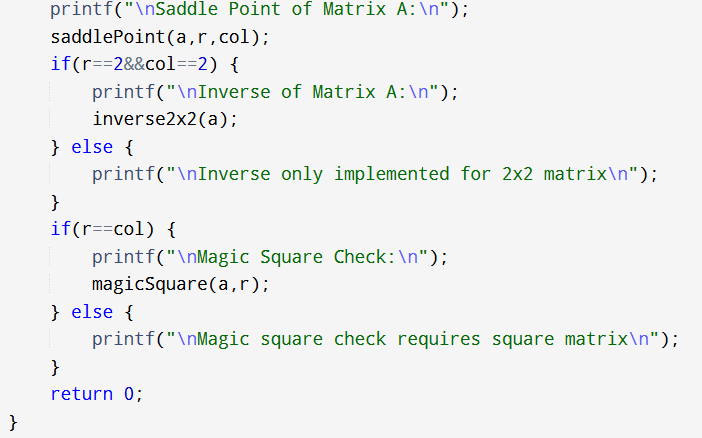 printf("\nSaddle Point of Matrix A:\n");
saddlePoint(a,r,col);
if(r==2&&col==2) {
printf("\nInverse of Matrix A:\n");
inverse2x2(a);
} else {
printf("\nInverse only implemented for 2x2 matrix\n");
}
if(r==col) {
printf("\nMagic Square Check:\n");
magicSquare(a,r);
} else {
printf("\nMagic square check requires square matrix\n");
}
return 0;
}